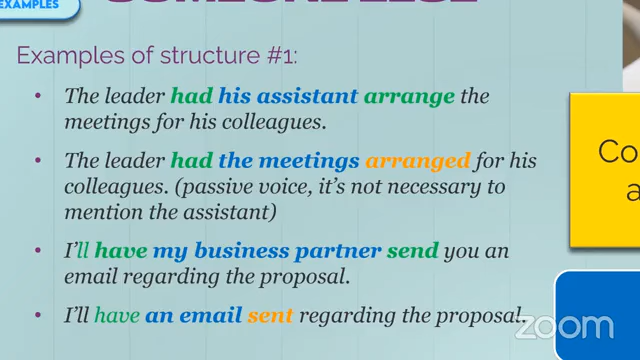 EXAMPLES
Examples of structure #1:
• The leader had his assistant arrange the
meetings for his colleagues.
• The leader had the meetings arranged for his
colleagues. (passive voice, it's not necessary to
mention the assistant)
• I'll have my business partner send you an
email regarding the proposal.
• I'll have an email sent regarding the proposal.
zoom